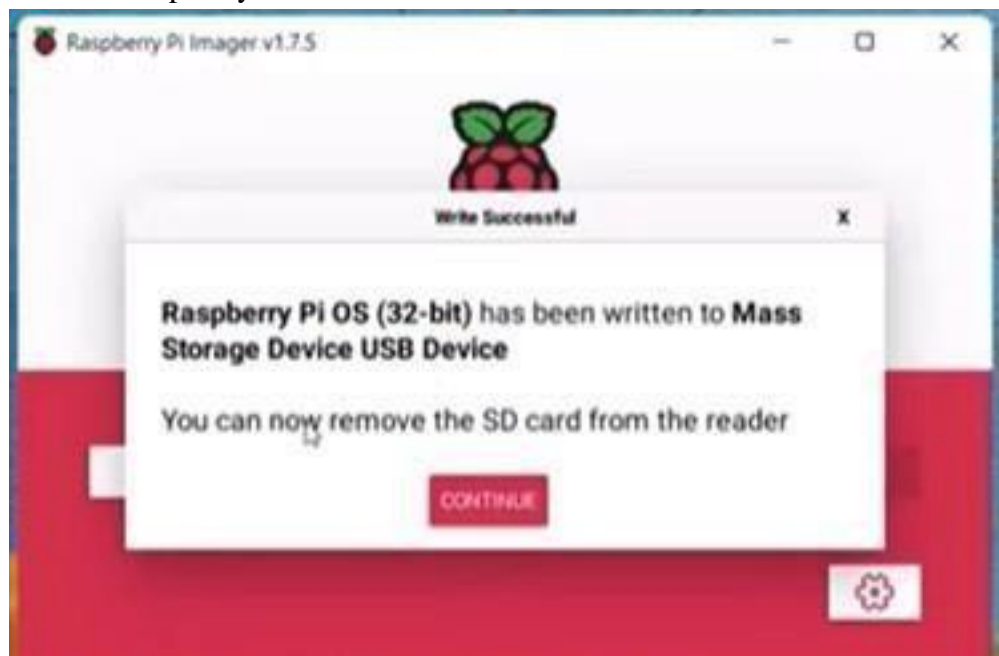 Raspberry Pi Imager v1.7.5
Write Successful
X
Raspberry Pi OS (32-bit) has been written to Mass
Storage Device USB Device
You can now remove the SD card from the reader
CONTINUE